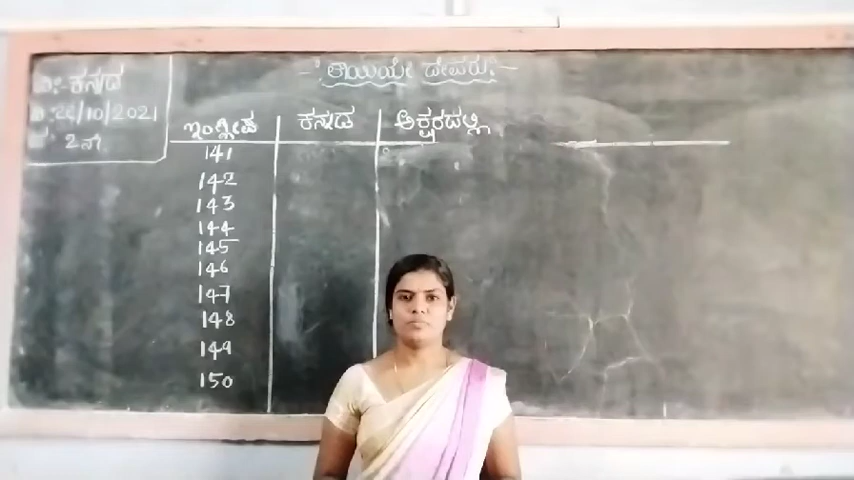 ವಿ:-ಕನ್ನಡ
ದಿ:26/10/2021
ತ: 2ನೇ
ತಾಯಿಯೇ ದೇವರು
ಇಂಗ್ಲೀಷ ಕನ್ನಡ ಅಕ್ಷರದಲ್ಲಿ
141
142
143
144
145
146
147
148
149
150